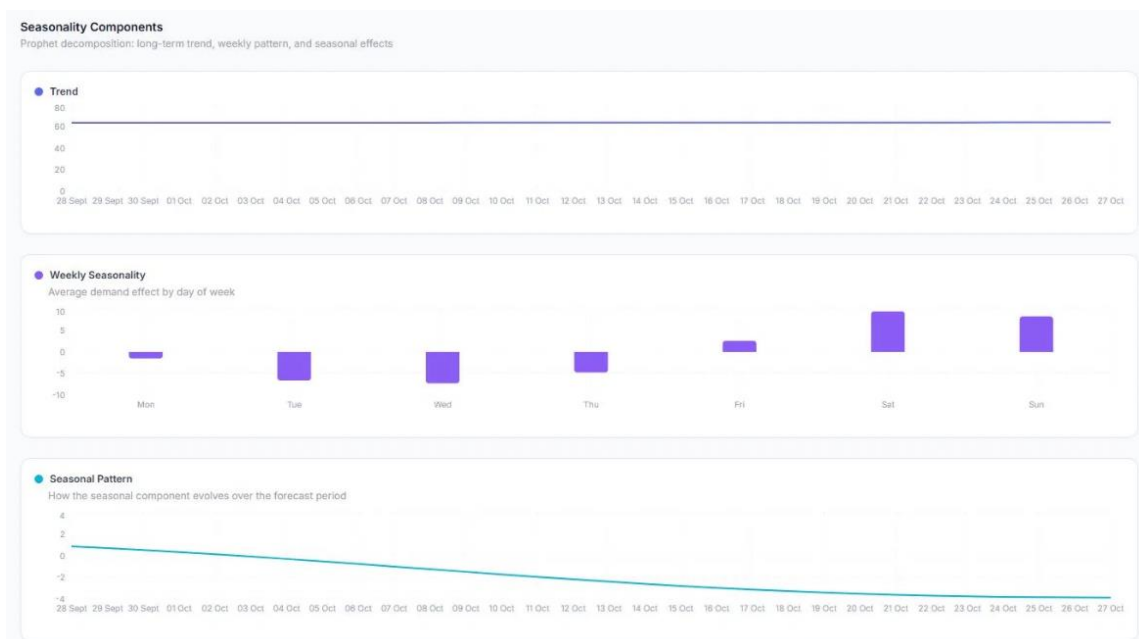 Seasonality Components
Prophet decomposition: long-term trend, weekly pattern, and seasonal effects
Trend
80
60
40
20
0
28 Sept 29 Sept 30 Sept 01 Oct 02 Oct 03 Oct 04 Oct 05 Oct 06 Oct 07 Oct 08 Oct 09 Oct 10 Oct 11 Oct 12 Oct 13 Oct 14 Oct 15 Oct 16 Oct 17 Oct 18 Oct 19 Oct 20 Oct 21 Oct 22 Oct 23 Oct 24 Oct 25 Oct 26 Oct 27 Oct
Weekly Seasonality
Average demand effect by day of week
10
5
0
-5
-10
Mon Tue Wed Thu Fri Sat Sun
Seasonal Pattern
How the seasonal component evolves over the forecast period
4
2
0
-2
-4
28 Sept 29 Sept 30 Sept 01 Oct 02 Oct 03 Oct 04 Oct 05 Oct 06 Oct 07 Oct 08 Oct 09 Oct 10 Oct 11 Oct 12 Oct 13 Oct 14 Oct 15 Oct 16 Oct 17 Oct 18 Oct 19 Oct 20 Oct 21 Oct 22 Oct 23 Oct 24 Oct 25 Oct 26 Oct 27 Oct